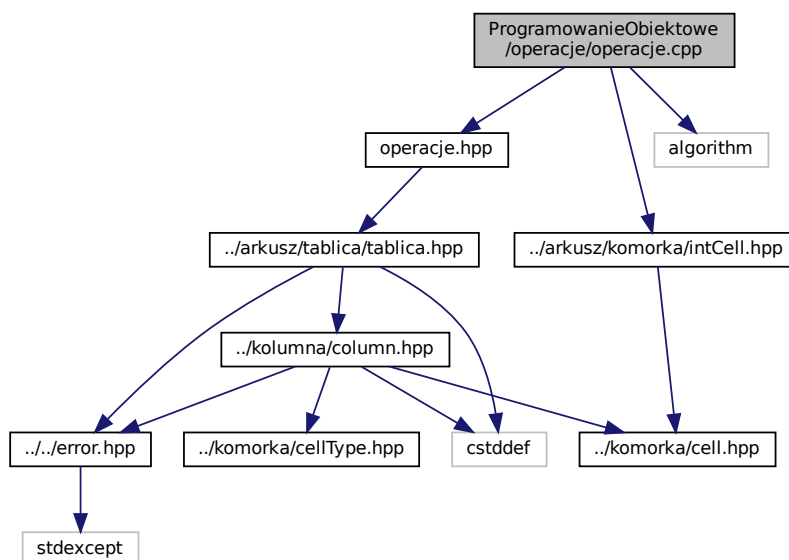 ProgramowanieObiektowe
/operacje/operacje.cpp
operacje.hpp
algorithm
../arkusz/tablica/tablica.hpp
../arkusz/komorka/intCell.hpp
../kolumna/column.hpp
../../error.hpp
../komorka/cellType.hpp
cstddef
../komorka/cell.hpp
stdexcept